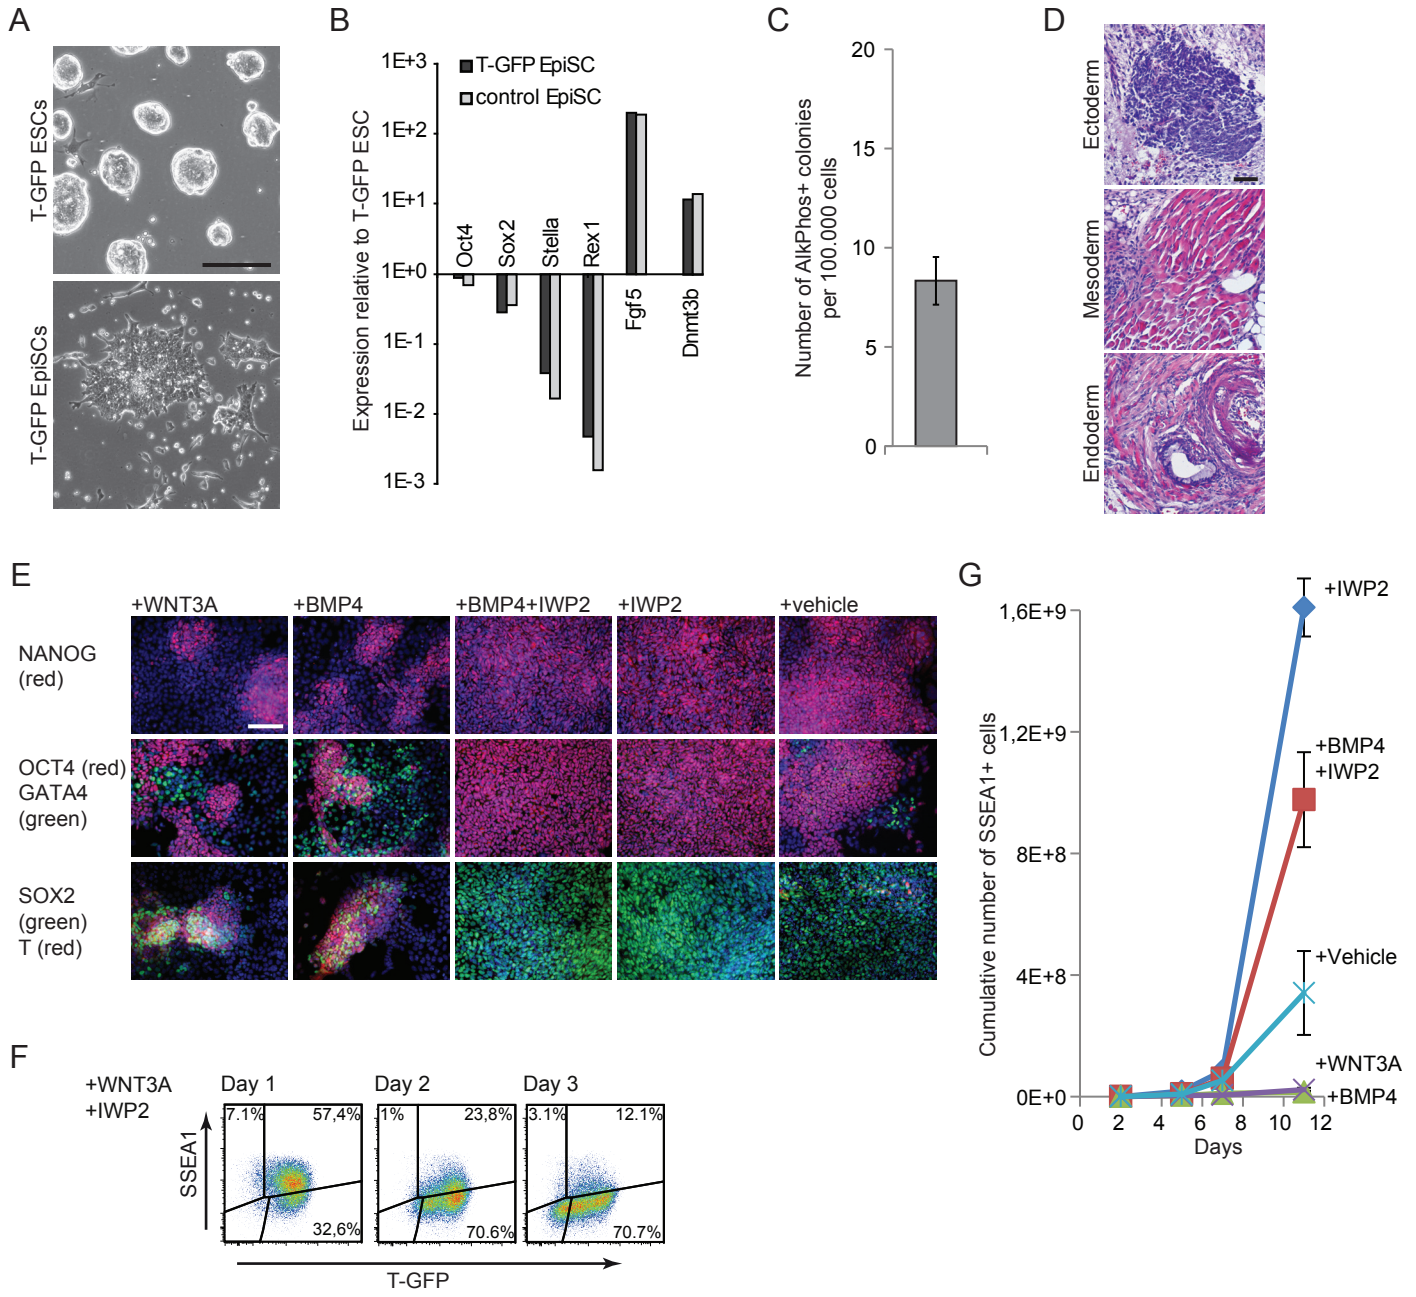 A
T-GFP ESCs
T-GFP EpiSCs
B
Expression relative to T-GFP ESC
1E+3
1E+2
1E+1
1E+0
1E-1
1E-2
1E-3
T-GFP EpiSC
control EpiSC
Oct4
Sox2
Stella
Rex1
Fgf5
Dnmt3b
C
Number of AlkPhos+ colonies
per 100.000 cells
20
15
10
5
0
D
Ectoderm
Mesoderm
Endoderm
E
+WNT3A
+BMP4
+BMP4+IWP2
+IWP2
+vehicle
NANOG
(red)
OCT4 (red)
GATA4
(green)
SOX2
(green)
T (red)
F
+WNT3A
+IWP2
Day 1
Day 2
Day 3
SSEA1
7.1%
57,4%
32,6%
1%
23,8%
70.6%
3.1%
12.1%
70.7%
T-GFP
G
Cumulative number of SSEA1+ cells
1,6E+9
1,2E+9
8E+8
4E+8
0E+0
0 2 4 6 8 10 12
Days
+IWP2
+BMP4
+IWP2
+Vehicle
+WNT3A
+BMP4